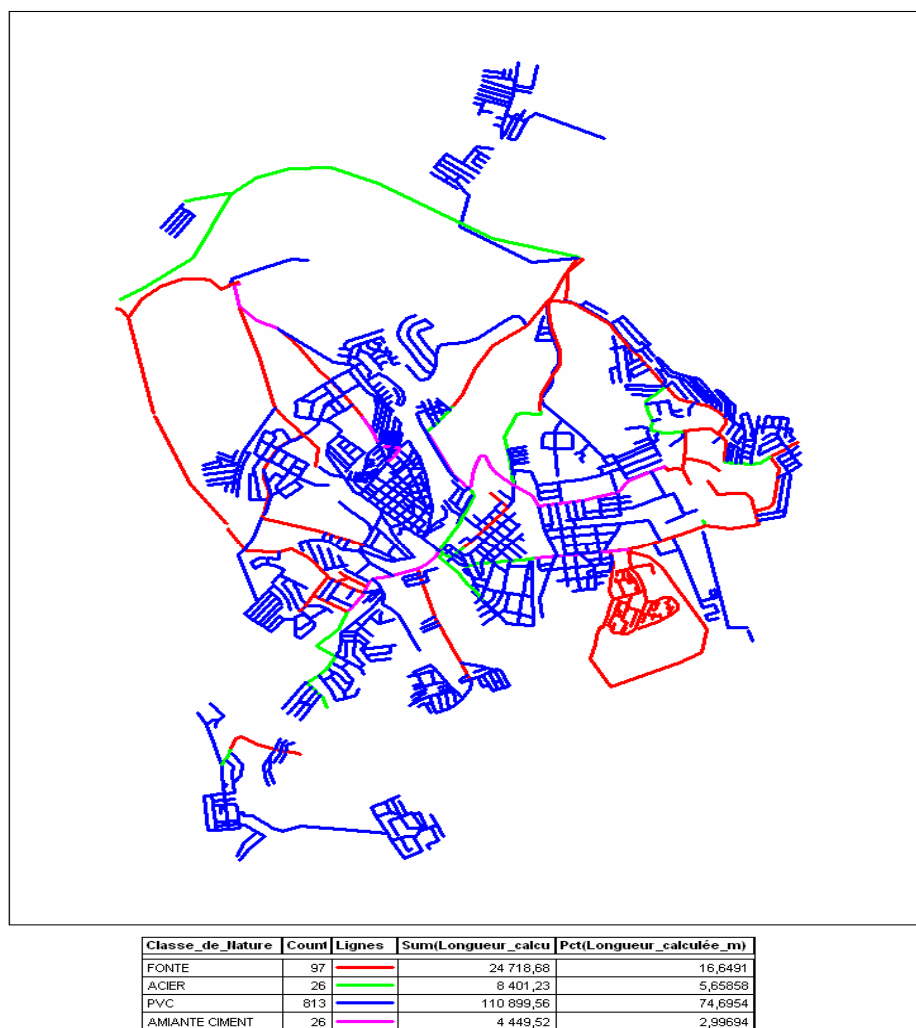 Classe_de_Nature Count Lignes Sum(Longueur_calcu Pct(Longueur_calculée_m)
FONTE 97 24 718,68 16,6491
ACIER 26 8 401,23 5,65858
PVC 813 110 899,56 74,6954
AMIANTE CIMENT 26 4 449,52 2,99694